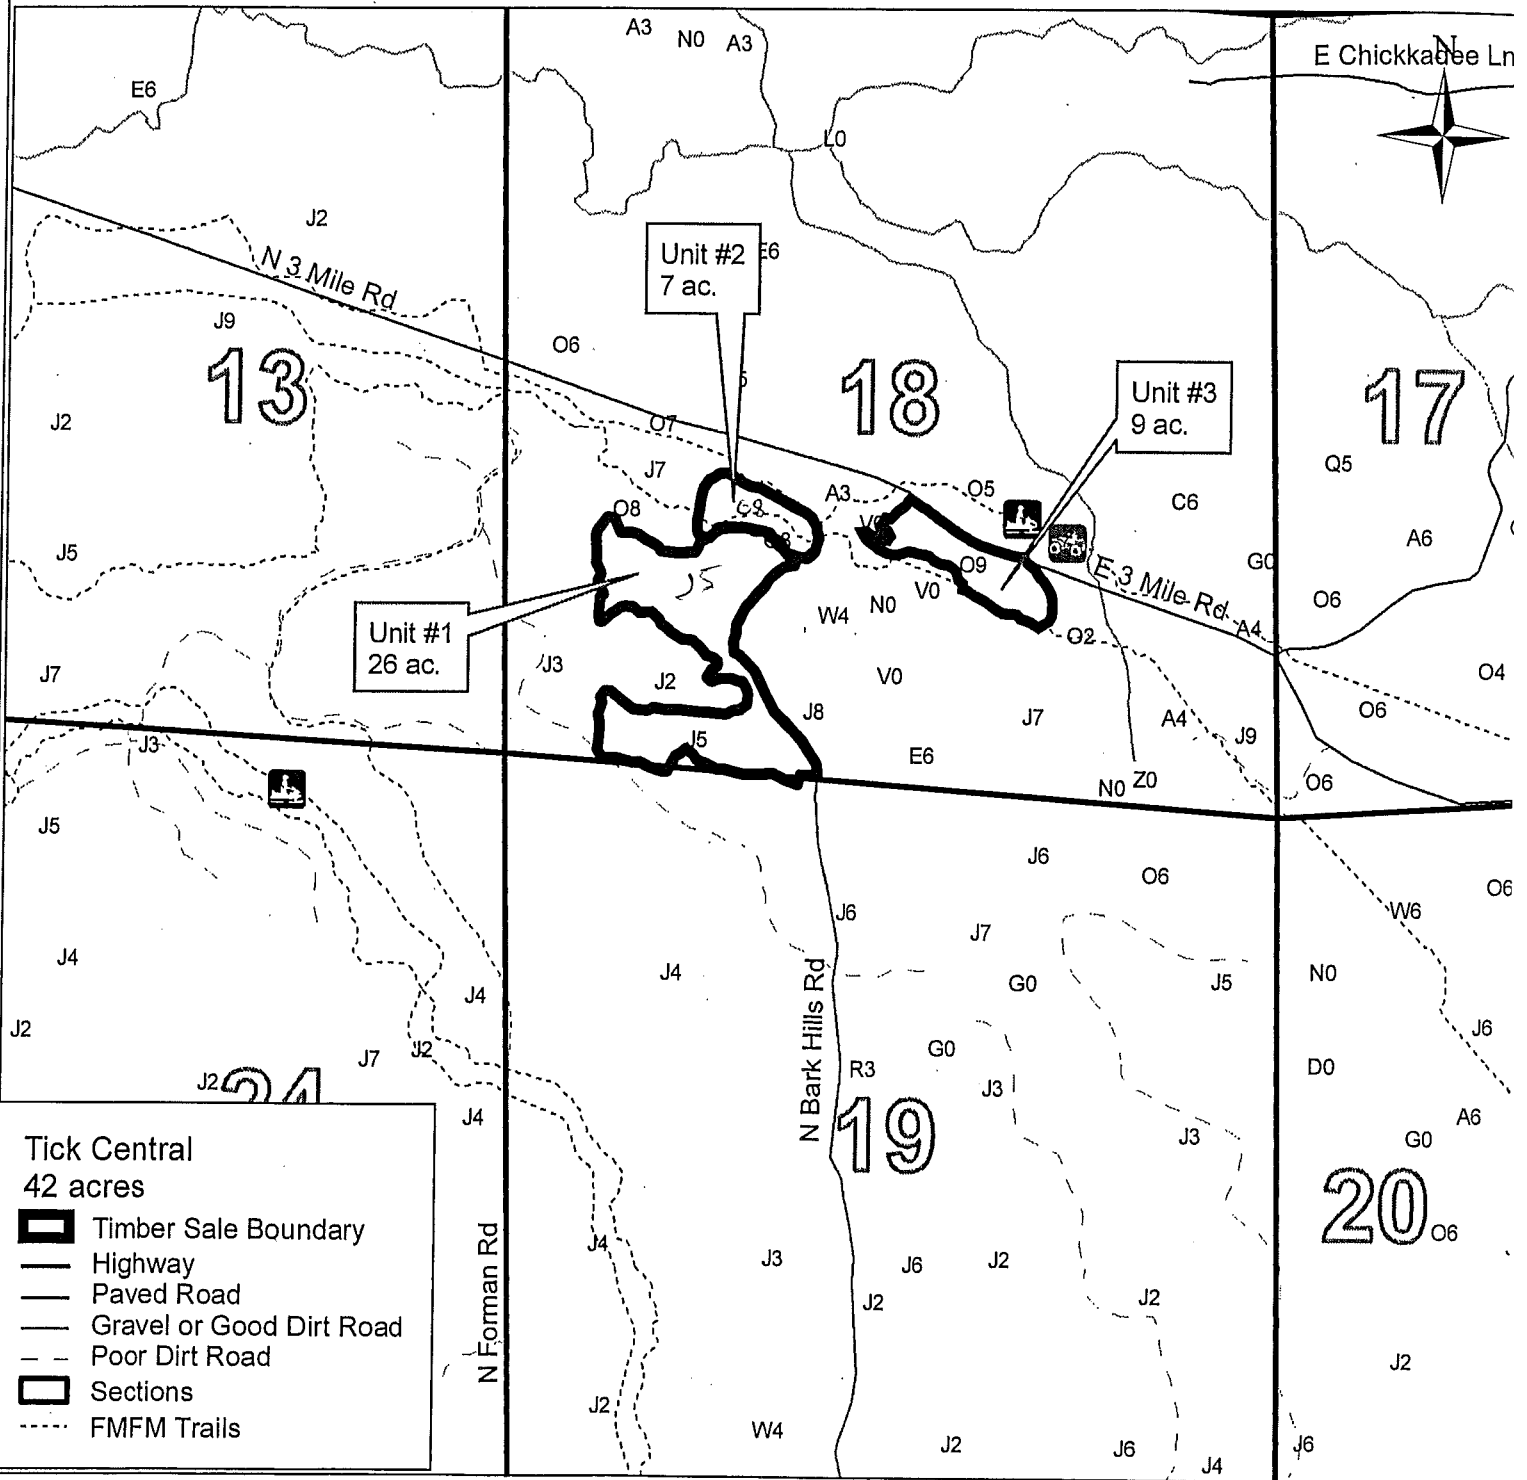 A3 N0 A3
N
E Chickkadee Ln
E6
L0
J2
Unit #2
7 ac.
E6
N 3 Mile Rd
J9
O6
13
18
17
Unit #3
9 ac.
J2
O7
J7
Q5
A3
O5
C6
O8
A6
J5
G0
O9
E 3 Mile Rd
V0
O6
N0
W4
Unit #1
26 ac.
A4
O2
J3
J7
J2
V0
O4
J8
J7
A4
O6
J3
J5
J9
E6
N0
Z0
O6
J5
J6
O6
O6
J6
W6
J7
J4
J4
G0
J5
N0
J4
J2
J6
J7
J2
G0
R3
D0
N Bark Hills Rd
J2
24
J3
J4
A6
19
J3
G0
20
O6
J4
J3
J6
J2
J2
J2
N Forman Rd
J2
J2
W4
J2
J6
J6
J4
Tick Central
42 acres
Timber Sale Boundary
Highway
Paved Road
Gravel or Good Dirt Road
Poor Dirt Road
Sections
FMFM Trails